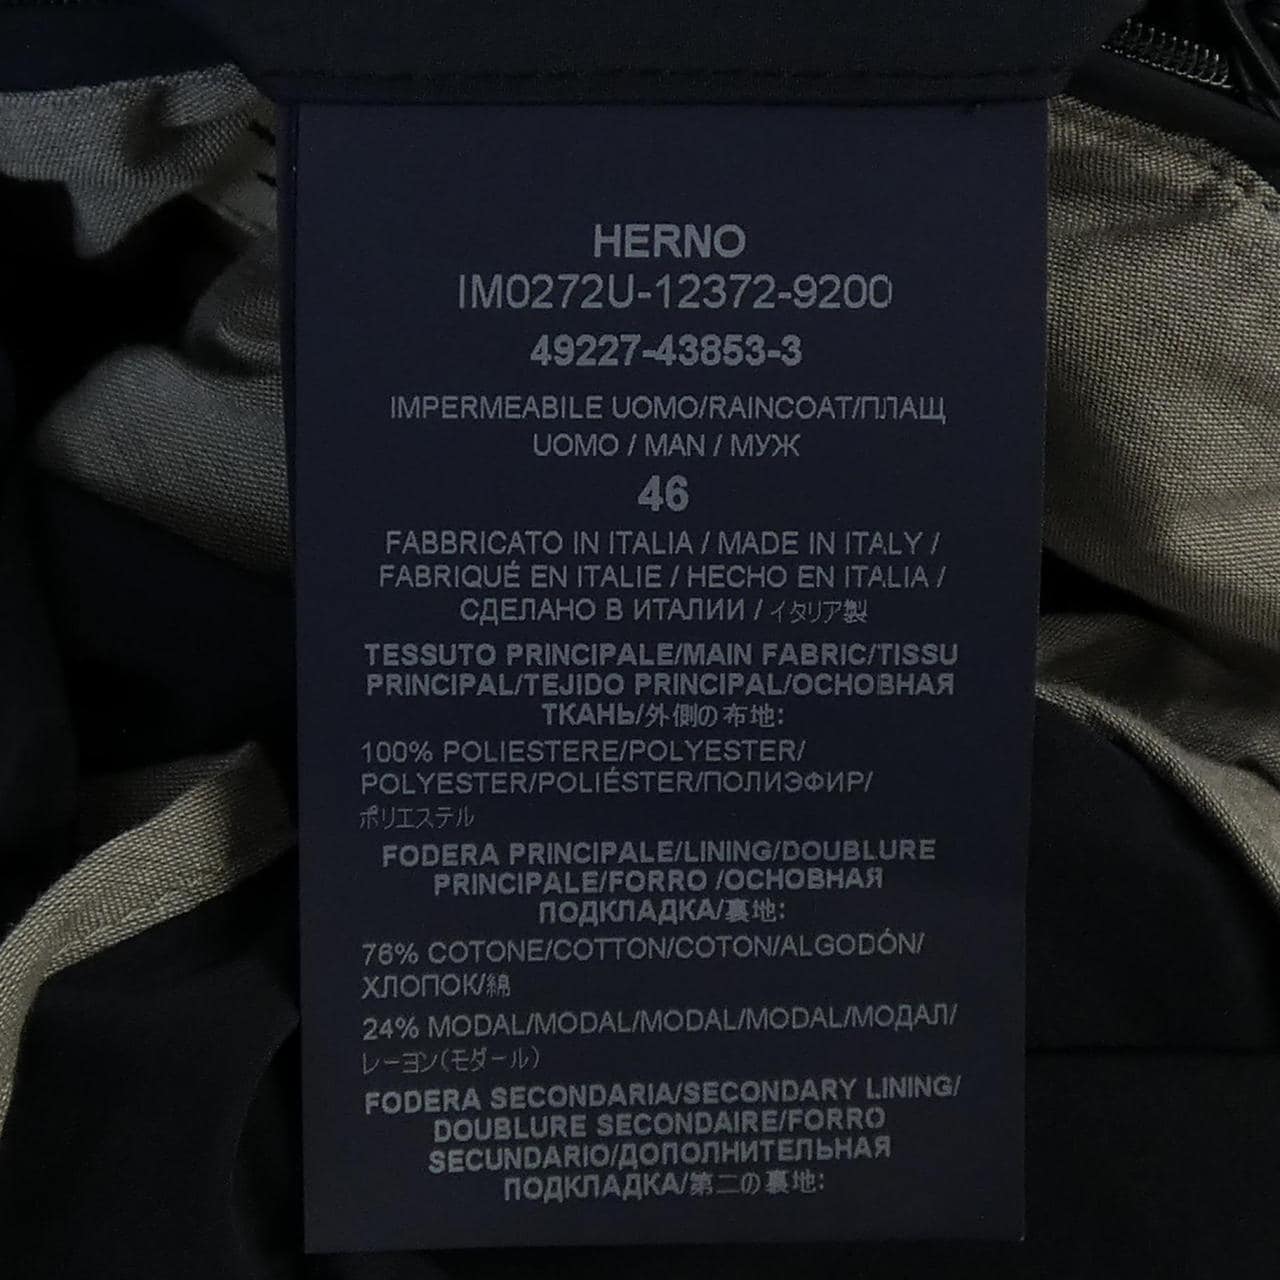 HERNO
IM0272U-12372-9200
49227-43853-3
IMPERMEABILE UOMO/RAINCOAT/ПЛАЩ
UOMO / MAN / МУЖ
46
FABBRICATO IN ITALIA / MADE IN ITALY /
FABRIQUÉ EN ITALIE / HECHO EN ITALIA /
СДЕЛАНО В ИТАЛИИ / イタリア製
TESSUTO PRINCIPALE/MAIN FABRIC/TISSU
PRINCIPAL/TEJIDO PRINCIPAL/ОСНОВНАЯ
ТКАНЬ/外側の布地:
100% POLIESTERE/POLYESTER/
POLYESTER/POLIÉSTER/ПОЛИЭФИР/
ポリエステル
FODERA PRINCIPALE/LINING/DOUBLURE
PRINCIPALE/FORRO /ОСНОВНАЯ
ПОДКЛАДКА/裏地:
76% COTONE/COTTON/COTON/ALGODÓN/
ХЛОПОК/綿
24% MODAL/MODAL/MODAL/MODAL/МОДАЛ/
レーヨン(モダール)
FODERA SECONDARIA/SECONDARY LINING/
DOUBLURE SECONDAIRE/FORRO
SECUNDARIO/ДОПОЛНИТЕЛЬНАЯ
ПОДКЛАДКА/第二の裏地: